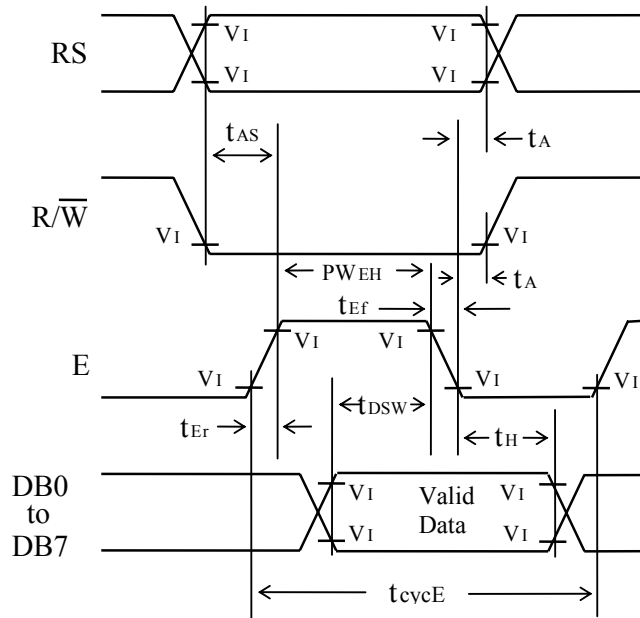 VI VI
RS
VI VI
tAS tA
R/W̅
VI VI
PWEH tA
tEf
VI VI
E
VI VI VI
tDSW
tEr tH
DB0
to
DB7
VI Valid VI
Data
VI VI
tcycE